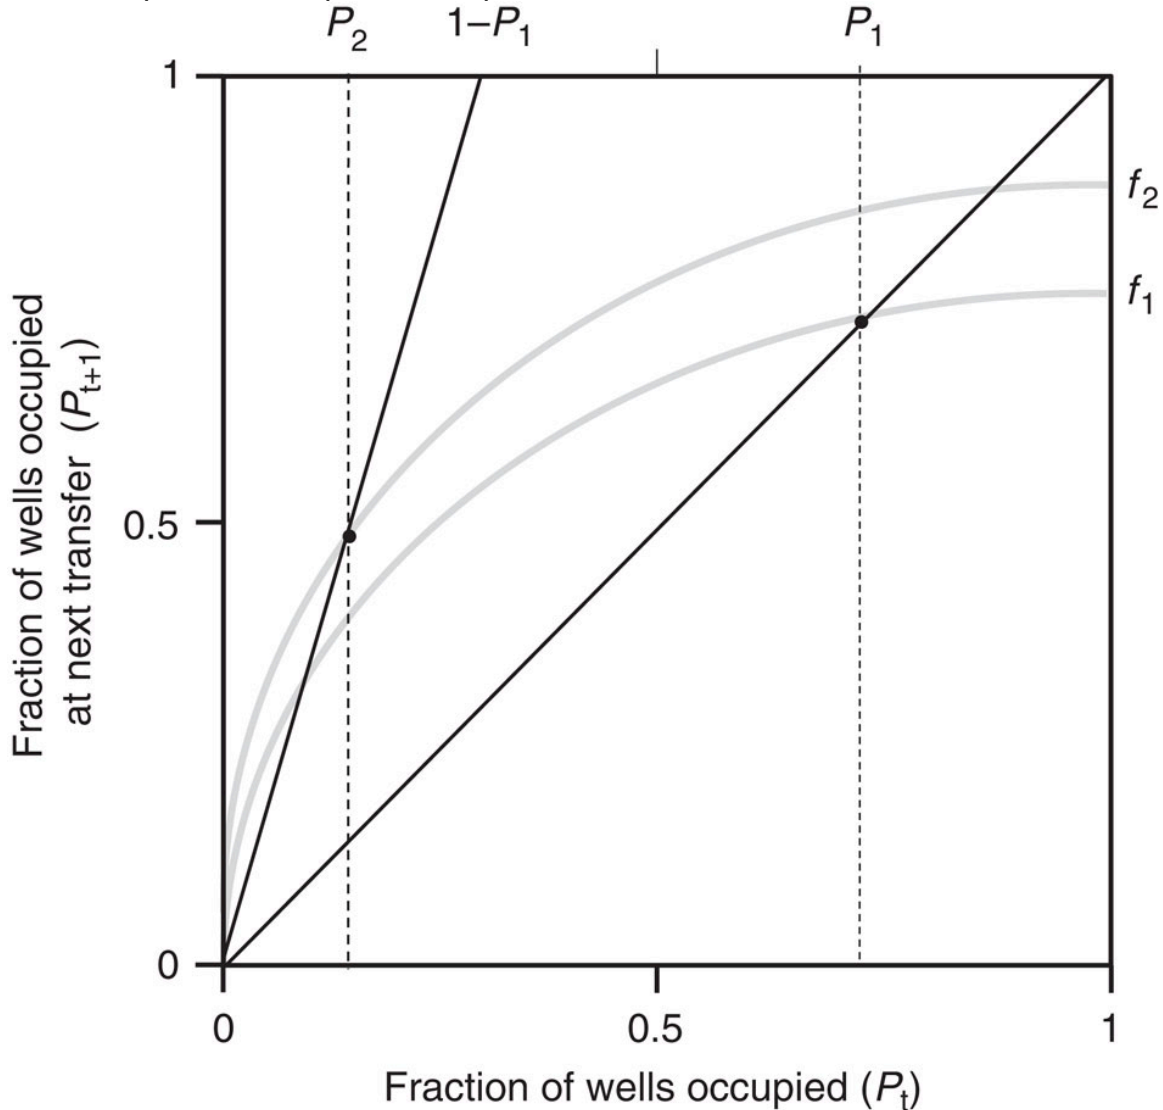 P₂ 1–P₁ P₁
1
f₂
f₁
Fraction of wells occupied
at next transfer (Pₜ₊₁)
0.5
0
0 0.5 1
Fraction of wells occupied (Pₜ)